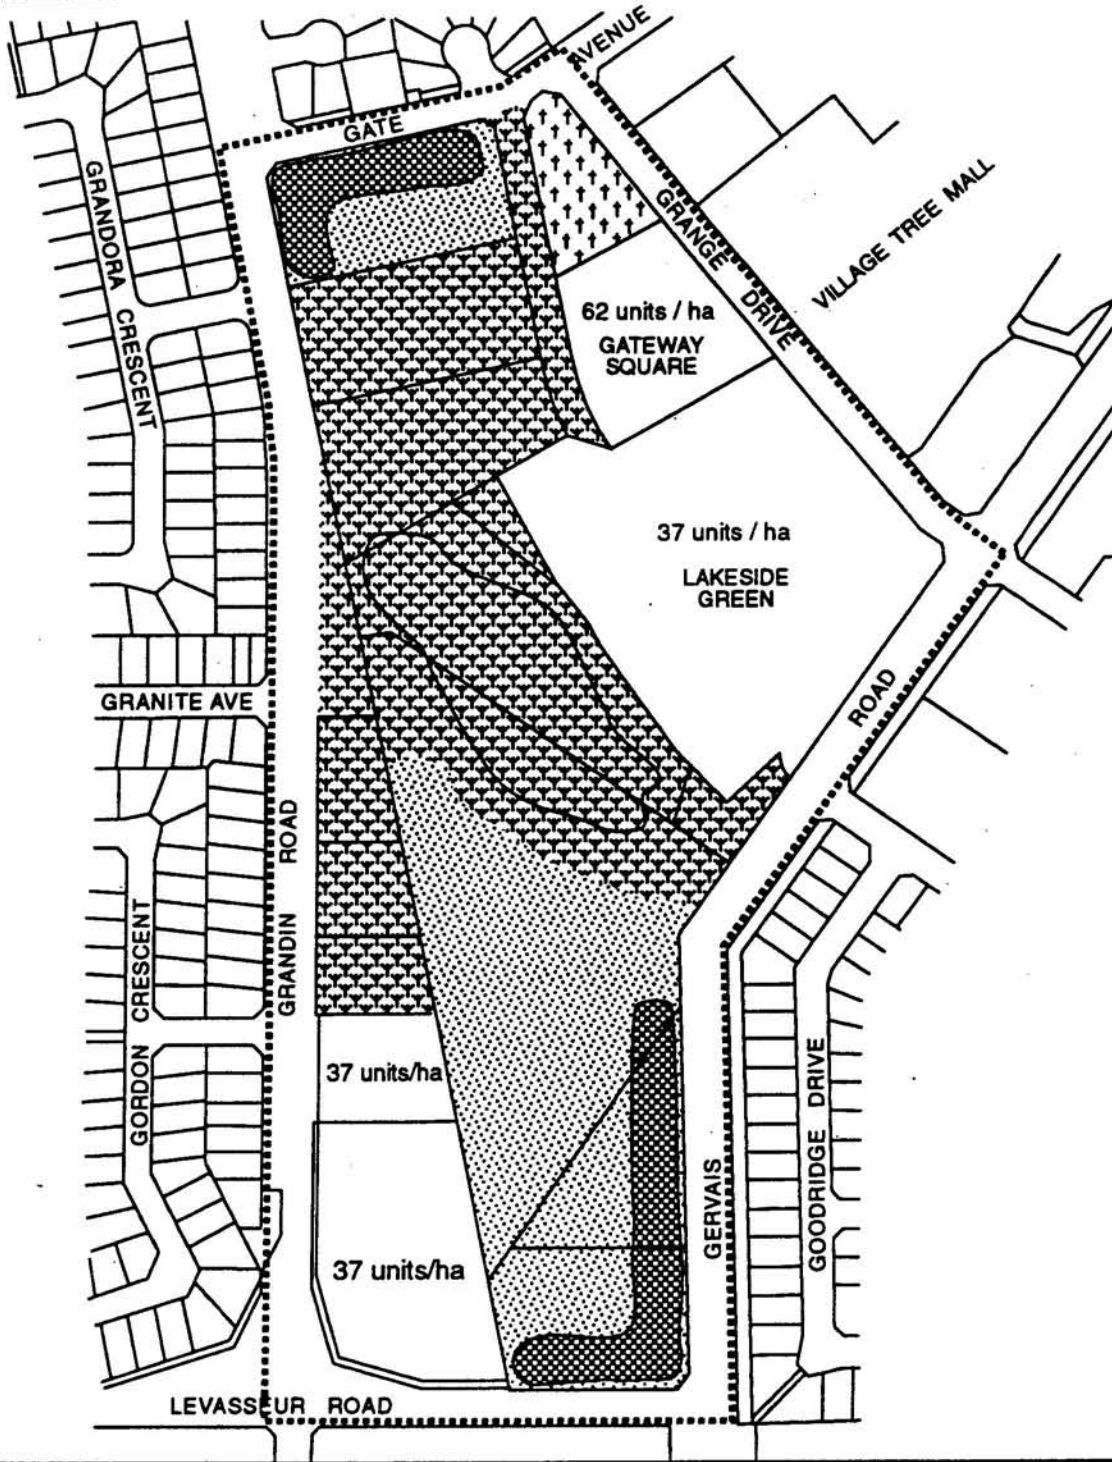 AVENUE
GATE
GRANDORA CRESCENT
GRANGE DRIVE
VILLAGE TREE MALL
62 units / ha
GATEWAY
SQUARE
37 units / ha
LAKESIDE
GREEN
ROAD
GRANITE AVE
GRANDIN ROAD
GORDON CRESCENT
37 units/ha
GERVAIS
GOODRIDGE DRIVE
37 units/ha
LEVASSEUR ROAD